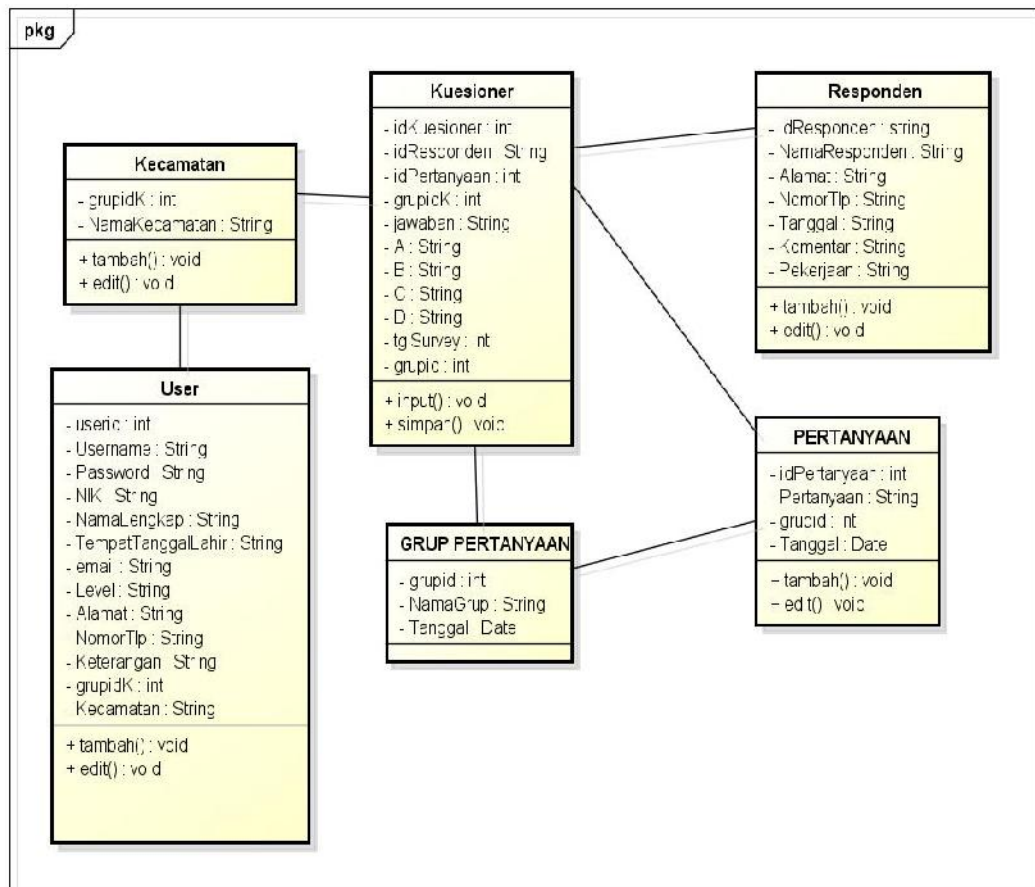 pkg
Kecamatan
- grupidK : int
- NamaKecamatan : String
+ tambah() : void
+ edit() : void
Kuesioner
- idKuesioner : int
- idResponden : String
- idPertanyaan : int
- grupidK : int
- jawaban : String
- A : String
- B : String
- C : String
- D : String
- tglSurvey : int
- grupid : int
+ input() : void
+ simpan() : void
Responden
- idResponden : string
- NamaResponden : String
- Alamat : String
- NomorTlp : String
- Tanggal : String
- Komentar : String
- Pekerjaan : String
+ tambah() : void
+ edit() : void
User
- userid : int
- Username : String
- Password : String
- NIK : String
- NamaLengkap : String
- TempatTanggalLahir : String
- email : String
- Level : String
- Alamat : String
NomorTlp : String
- Keterangan : String
- grupidK : int
Kecamatan : String
+ tambah() : void
+ edit() : void
GRUP PERTANYAAN
- grupid : int
- NamaGrup : String
- Tanggal : Date
PERTANYAAN
- idPertanyaan : int
Pertanyaan : String
- grupid : int
- Tanggal : Date
+ tambah() : void
+ edit() : void